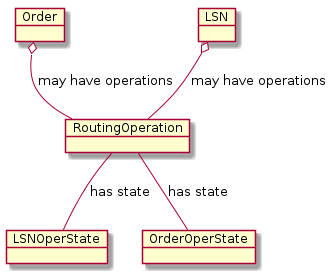 Order
LSN
may have operations
may have operations
RoutingOperation
has state
has state
LSNOperState
OrderOperState